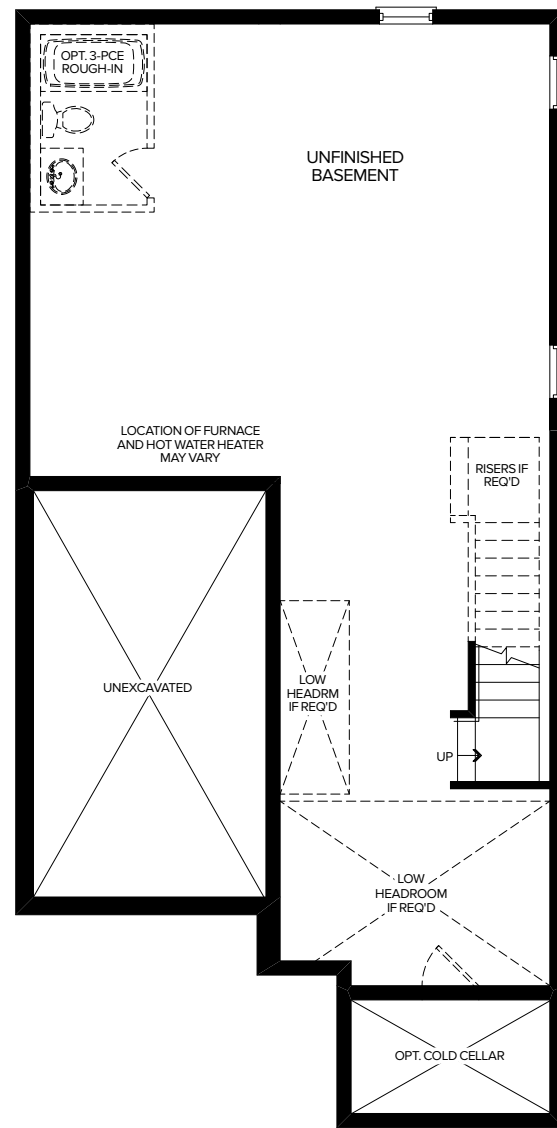 OPT. 3-PCE
ROUGH-IN
UNFINISHED
BASEMENT
LOCATION OF FURNACE
AND HOT WATER HEATER
MAY VARY
RISERS IF
REQ'D
UNEXCAVATED
LOW
HEADRM
IF REQ'D
UP
LOW
HEADROOM
IF REQ'D
OPT. COLD CELLAR